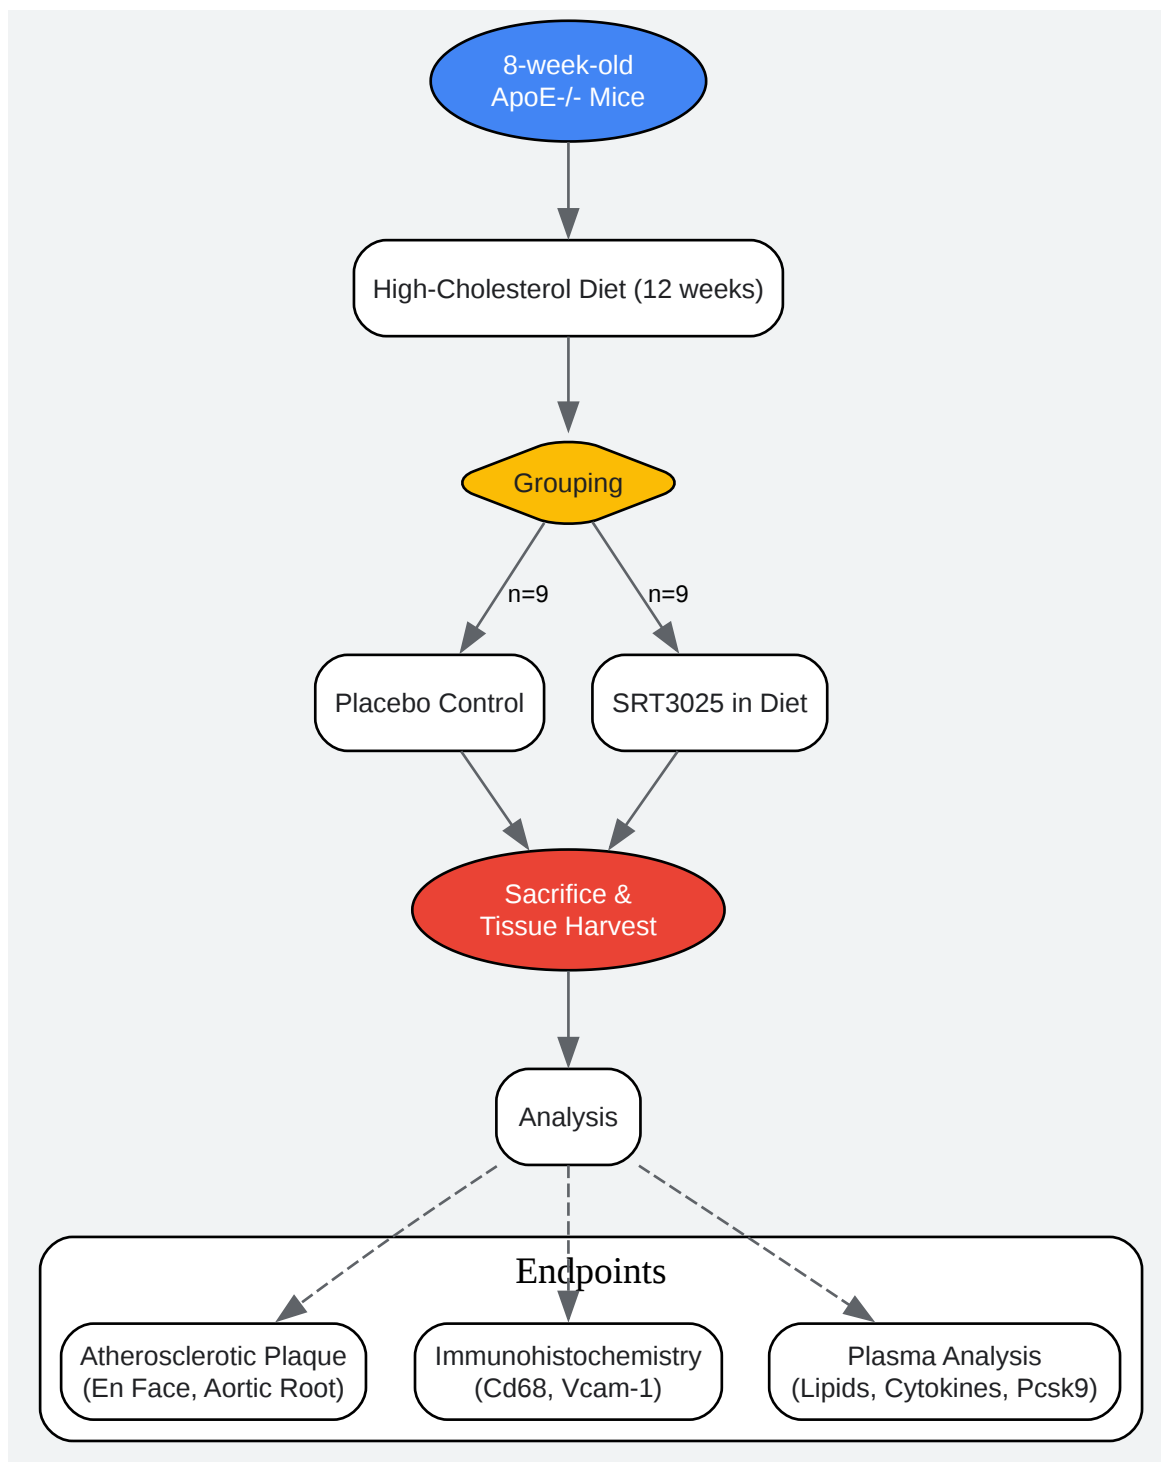 8-week-old
ApoE-/- Mice
High-Cholesterol Diet (12 weeks)
Grouping
n=9
n=9
Placebo Control
SRT3025 in Diet
Sacrifice &
Tissue Harvest
Analysis
Endpoints
Atherosclerotic Plaque
(En Face, Aortic Root)
Immunohistochemistry
(Cd68, Vcam-1)
Plasma Analysis
(Lipids, Cytokines, Pcsk9)